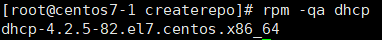 [root@centos7-1 createrepo]# rpm -qa dhcp
dhcp-4.2.5-82.el7.centos.x86_64